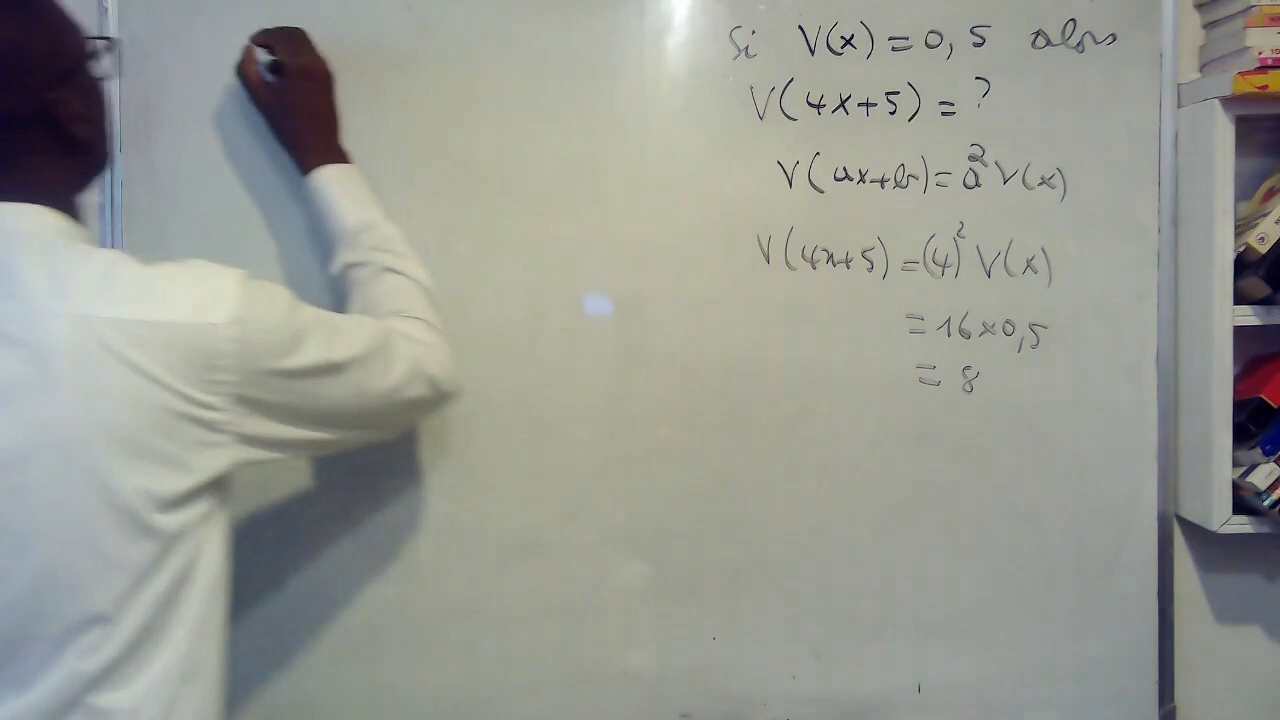 Si V(x) = 0,5 alors
V(4x+5) = ?
V(ax+b) = a² V(x)
V(4x+5) = (4)² V(x)
= 16 × 0,5
= 8